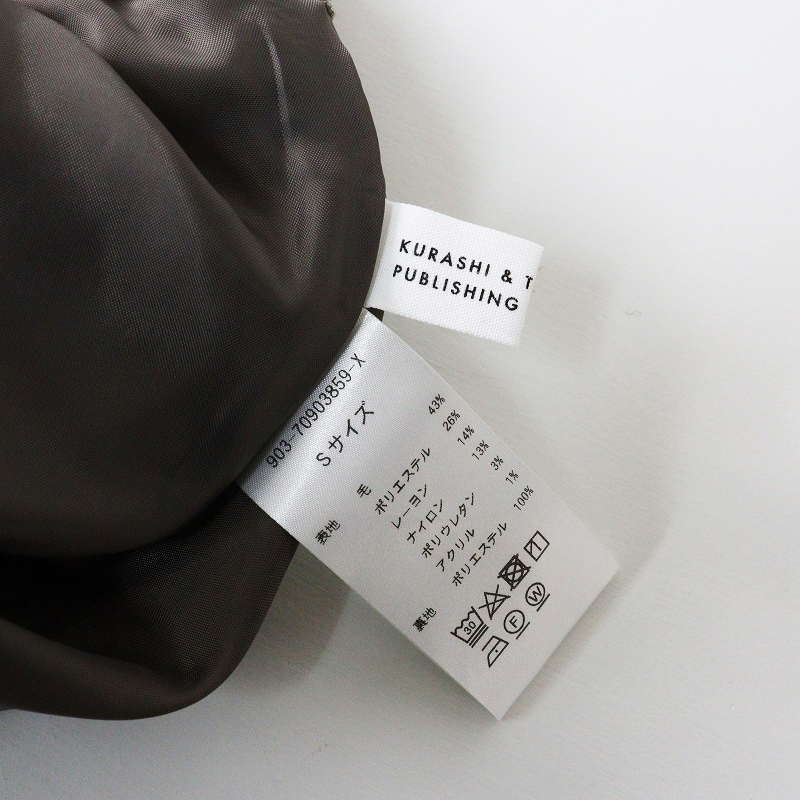 KURASHI & T
PUBLISHING
903-70903859-X
Sサイズ
表地 毛 43%
ポリエステル 26%
レーヨン 14%
ナイロン 13%
ポリウレタン 3%
アクリル 1%
裏地 ポリエステル 100%
30
F W